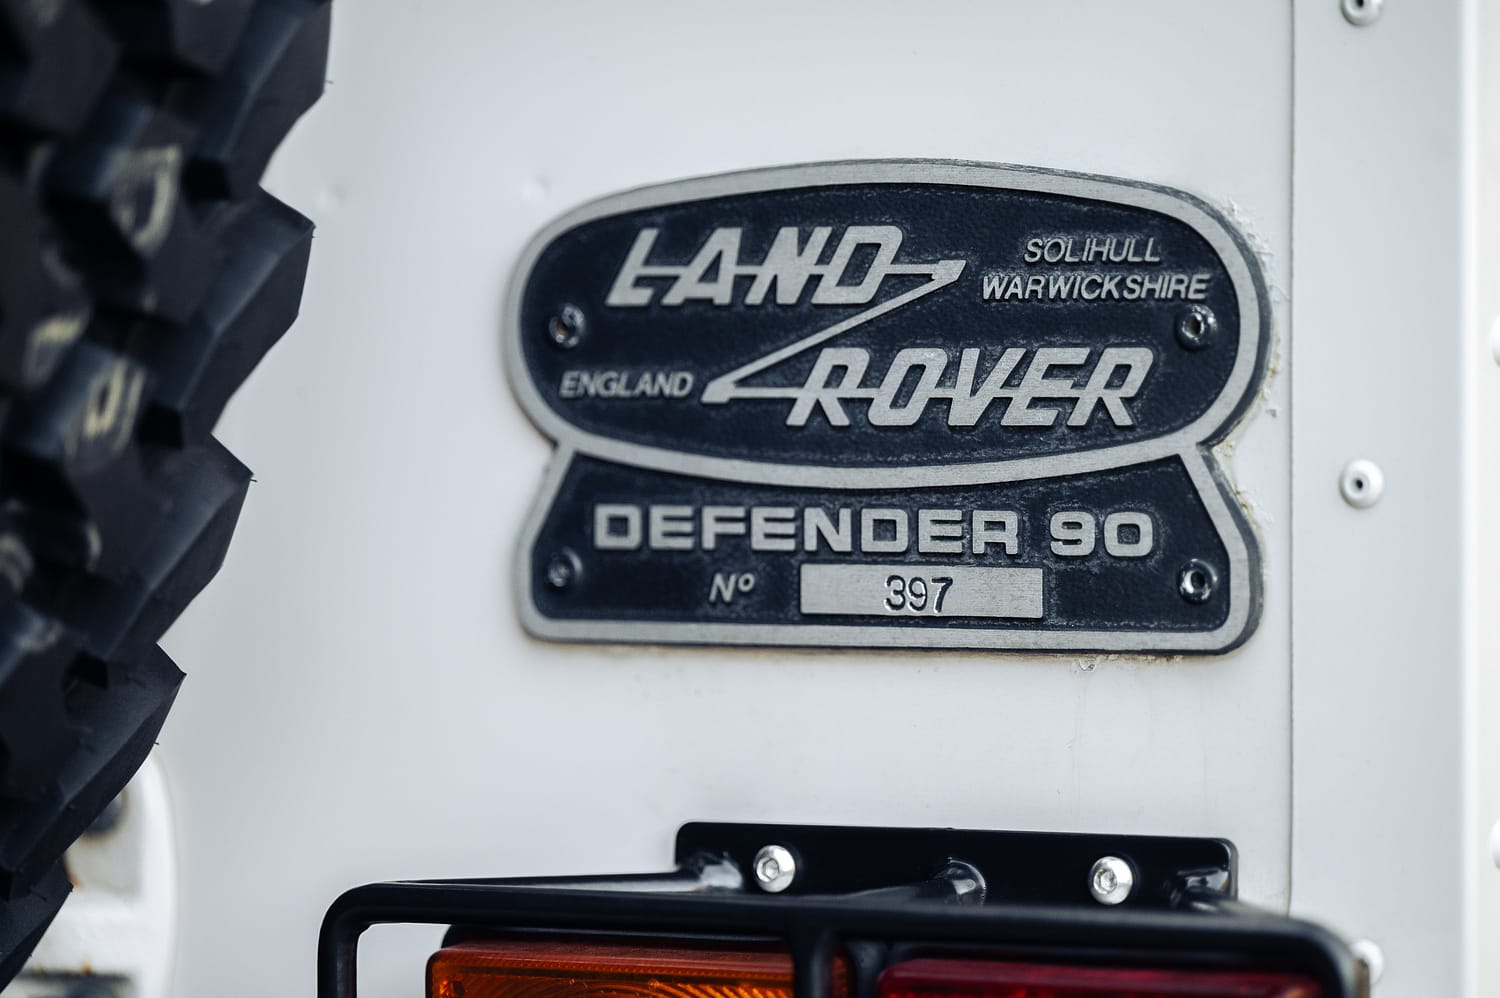 LAND
SOLIHULL
WARWICKSHIRE
ENGLAND
ROVER
DEFENDER 90
Nº 397